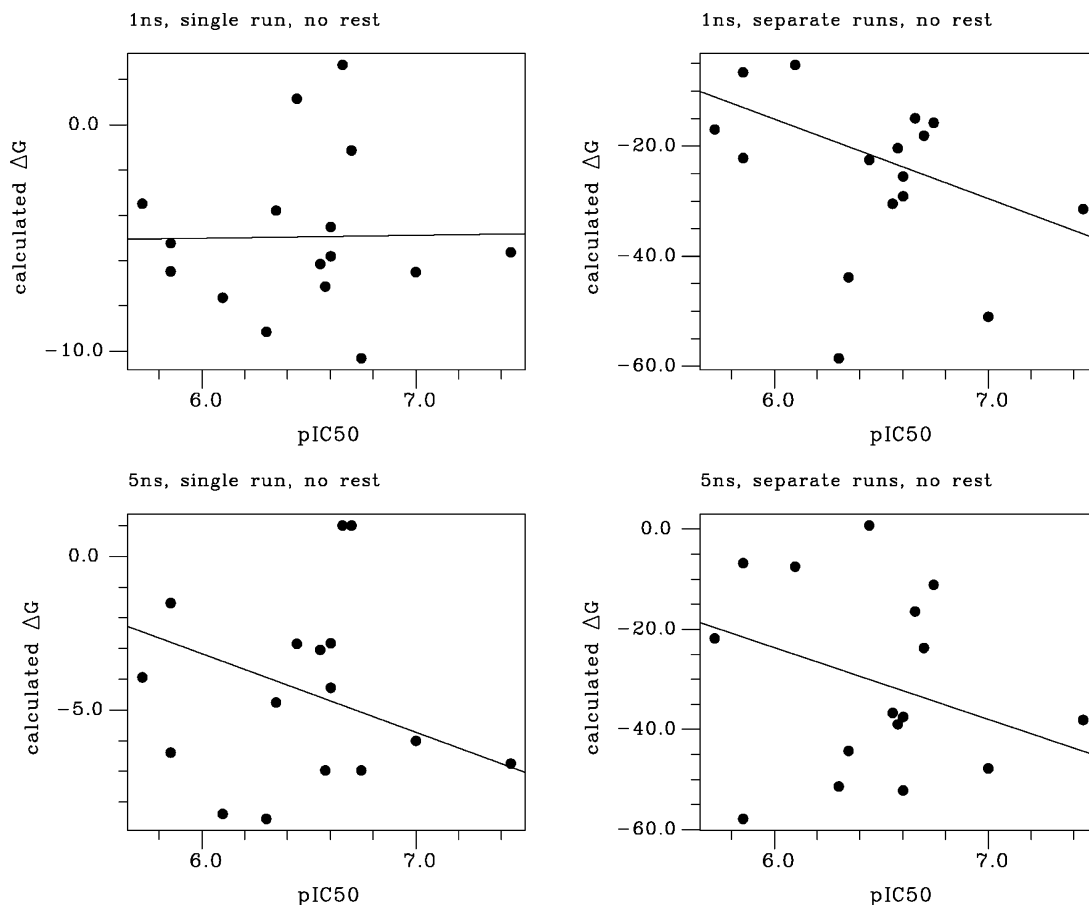 1ns, single run, no rest
calculated ΔG
0.0
−10.0
6.0 7.0
pIC50
1ns, separate runs, no rest
calculated ΔG
−20.0
−40.0
−60.0
6.0 7.0
pIC50
5ns, single run, no rest
calculated ΔG
0.0
−5.0
6.0 7.0
pIC50
5ns, separate runs, no rest
calculated ΔG
0.0
−20.0
−40.0
−60.0
6.0 7.0
pIC50